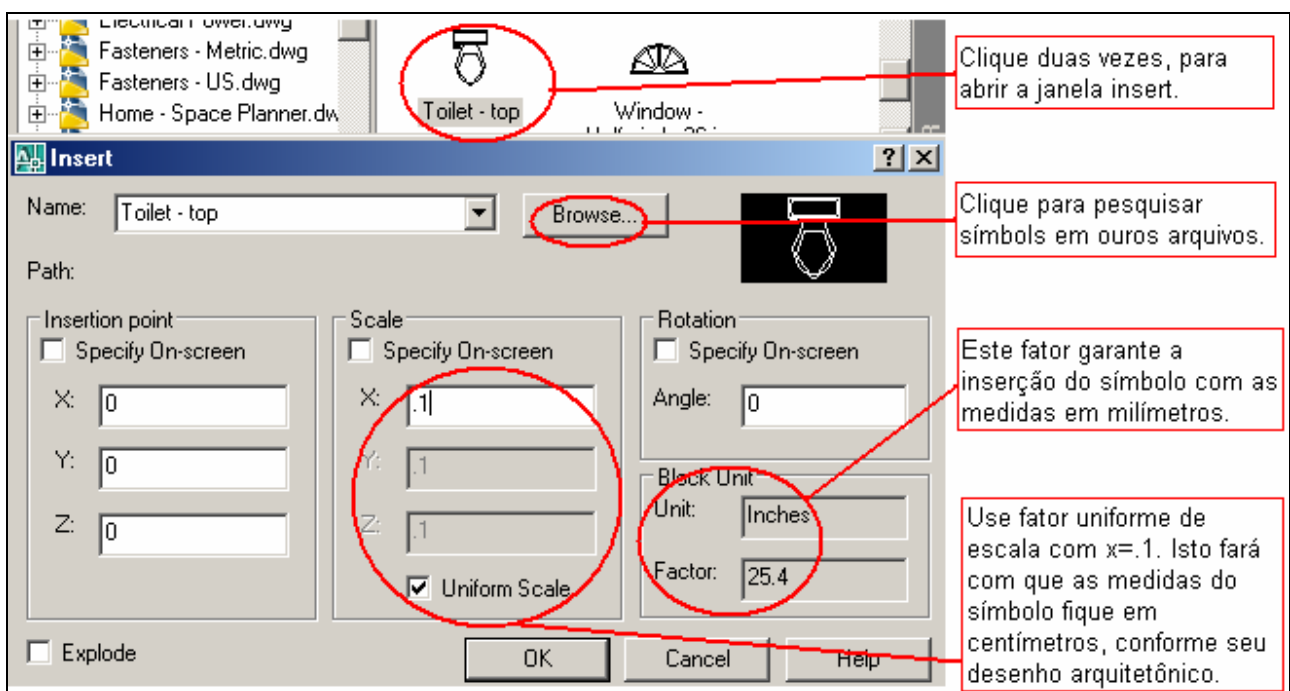 Electrical Power.dwg
Fasteners - Metric.dwg
Fasteners - US.dwg
Home - Space Planner.dw
Toilet - top
Window -
Clique duas vezes, para
abrir a janela insert.
Insert
Name:
Toilet - top
Browse...
Clique para pesquisar
símbols em ouros arquivos.
Path:
Insertion point
Specify On-screen
X: 0
Y: 0
Z: 0
Scale
Specify On-screen
X: .1
Y: .1
Z: .1
Uniform Scale
Rotation
Specify On-screen
Angle: 0
Block Unit
Unit: Inches
Factor: 25.4
Este fator garante a
inserção do símbolo com as
medidas em milímetros.
Use fator uniforme de
escala com x=.1. Isto fará
com que as medidas do
símbolo fique em
centímetros, conforme seu
desenho arquitetônico.
Explode
OK
Cancel
Help